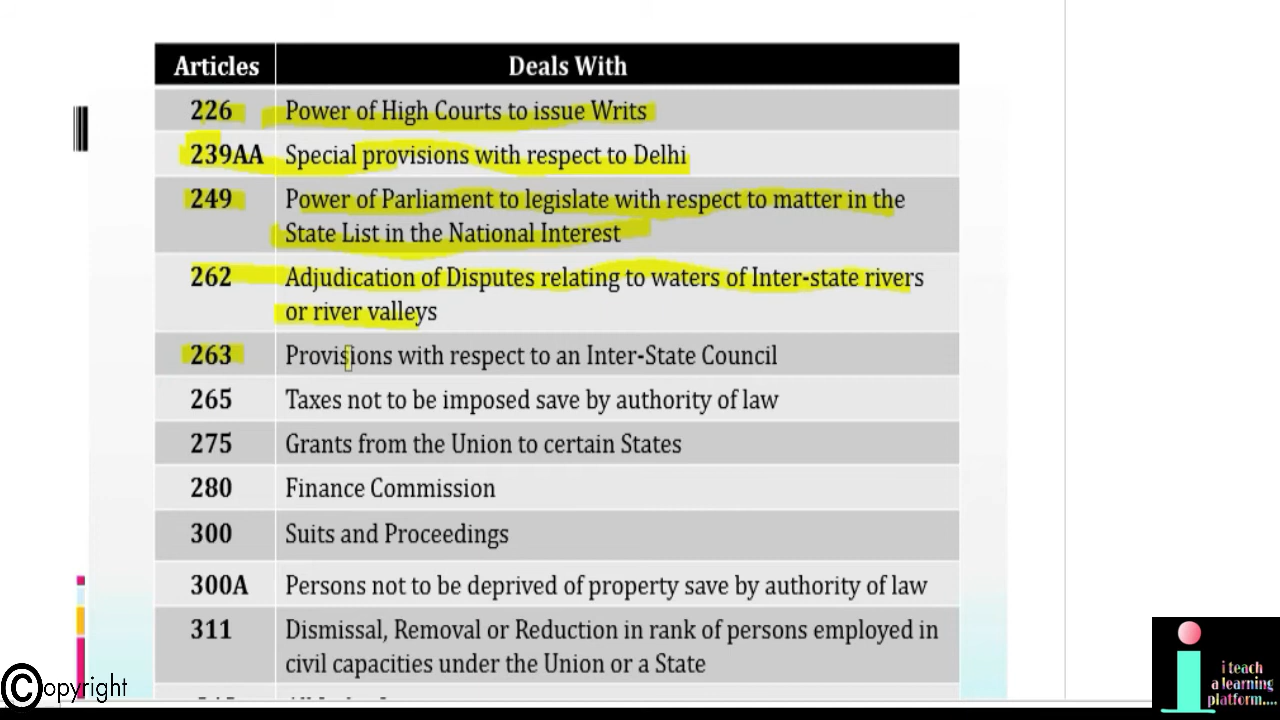 Articles Deals With
226 Power of High Courts to issue Writs
239AA Special provisions with respect to Delhi
249 Power of Parliament to legislate with respect to matter in the
State List in the National Interest
262 Adjudication of Disputes relating to waters of Inter-state rivers
or river valleys
263 Provisions with respect to an Inter-State Council
265 Taxes not to be imposed save by authority of law
275 Grants from the Union to certain States
280 Finance Commission
300 Suits and Proceedings
300A Persons not to be deprived of property save by authority of law
311 Dismissal, Removal or Reduction in rank of persons employed in
civil capacities under the Union or a State
©opyright
i teach
a learning
platform....